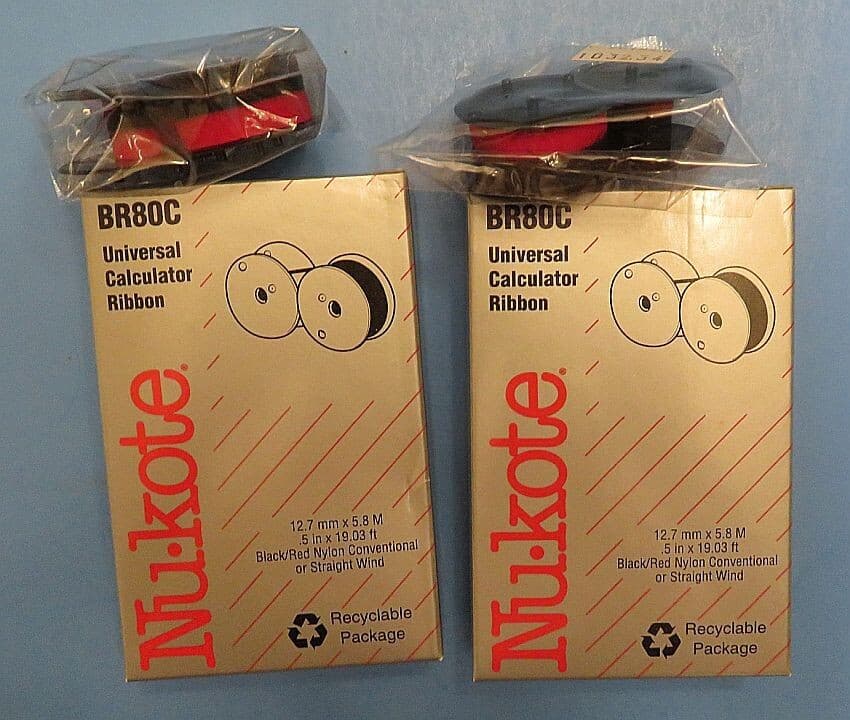 BR80C
Universal
Calculator
Ribbon
Nu·kote®
12.7 mm x 5.8 M
.5 in x 19.03 ft
Black/Red Nylon Conventional
or Straight Wind
Recyclable
Package
103234
BR80C
Universal
Calculator
Ribbon
Nu·kote®
12.7 mm x 5.8 M
.5 in x 19.03 ft
Black/Red Nylon Conventional
or Straight Wind
Recyclable
Package